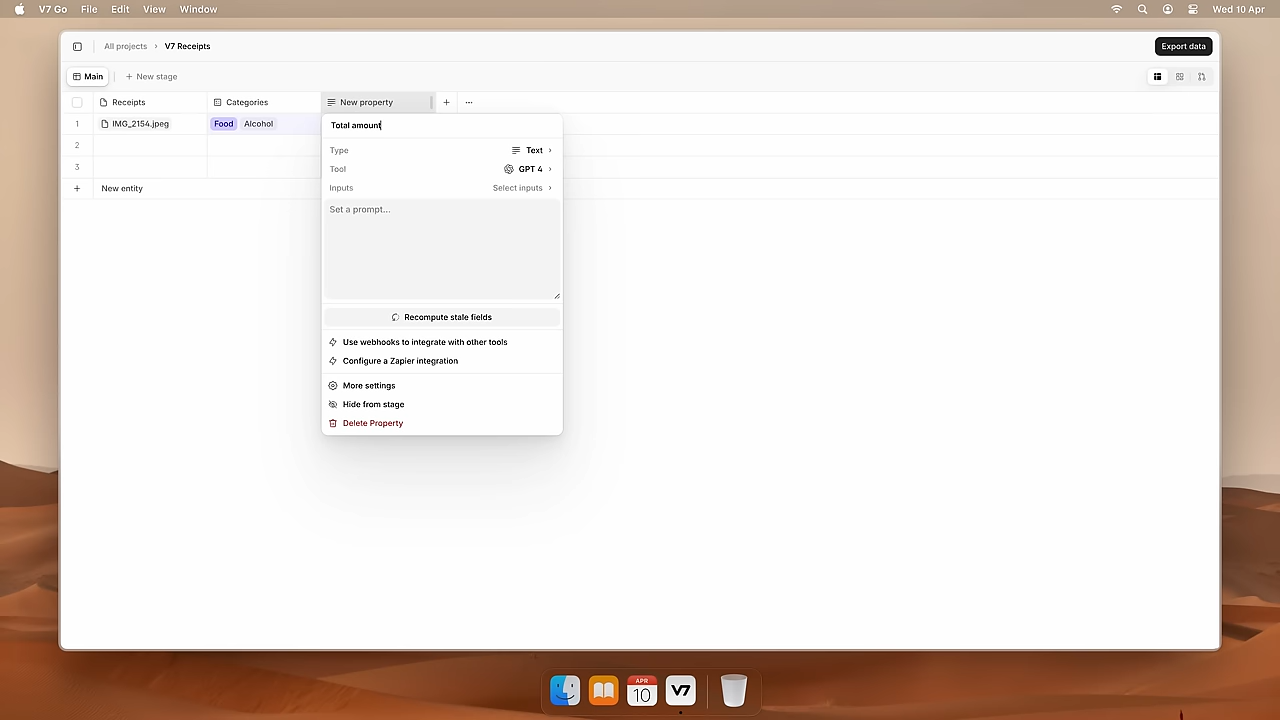 V7 Go File Edit View Window Wed 10 Apr
All projects › V7 Receipts Export data
Main + New stage
Receipts Categories New property + ...
1 IMG_2154.jpeg Food Alcohol Total amount
Type Text ›
2
Tool GPT 4 ›
3
Inputs Select inputs ›
+ New entity
Set a prompt...
Recompute stale fields
Use webhooks to integrate with other tools
Configure a Zapier integration
More settings
Hide from stage
Delete Property
APR
10 V7